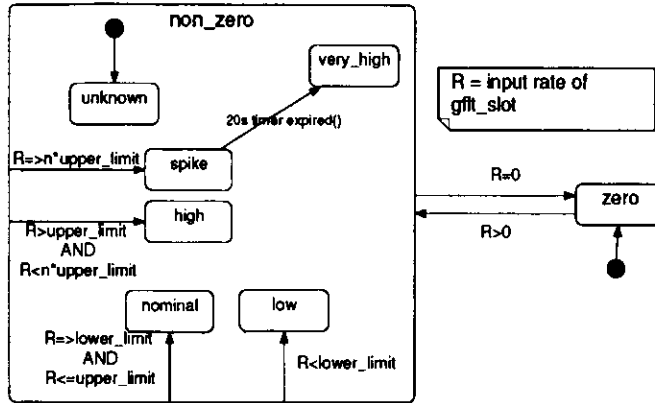 non_zero
very_high
unknown
R = input rate of
gflt_slot
20s timer expired()
R=>n*upper_limit
spike
R=0
zero
high
R>upper_limit
AND
R<n*upper_limit
R>0
nominal
low
R=>lower_limit
AND
R<=upper_limit
R<lower_limit